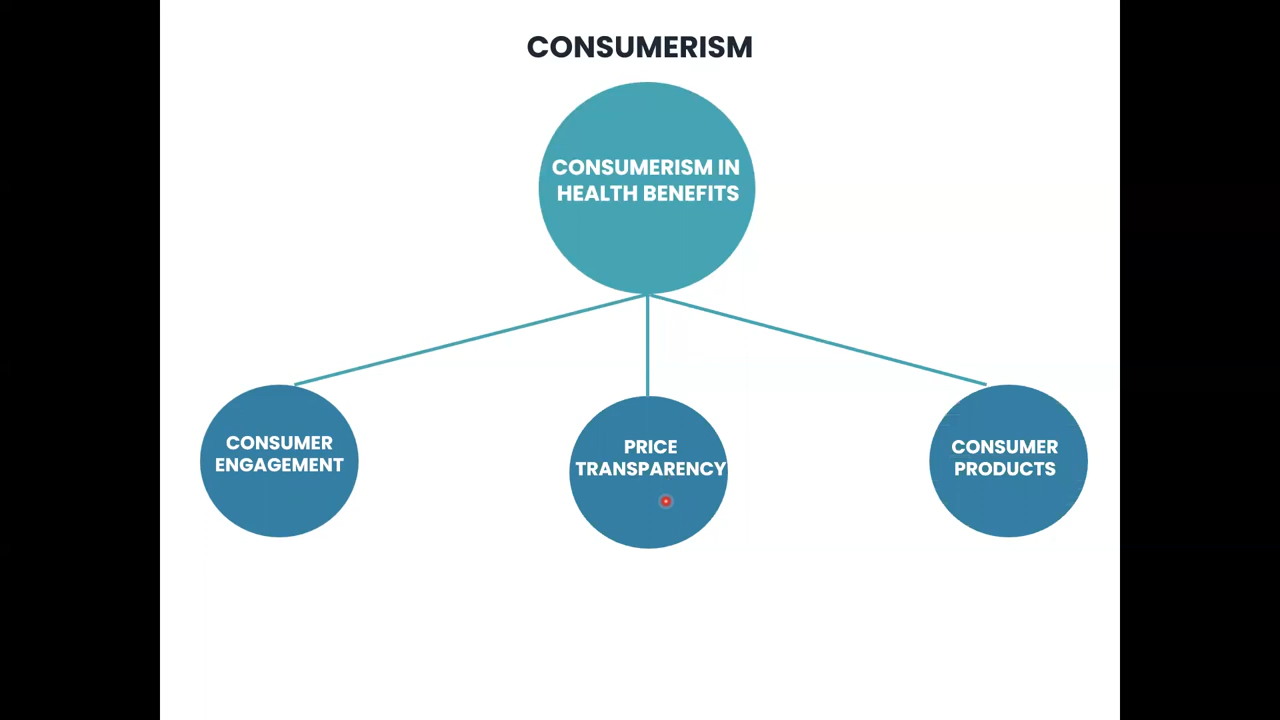 CONSUMERISM
CONSUMERISM IN
HEALTH BENEFITS
CONSUMER
ENGAGEMENT
PRICE
TRANSPARENCY
CONSUMER
PRODUCTS